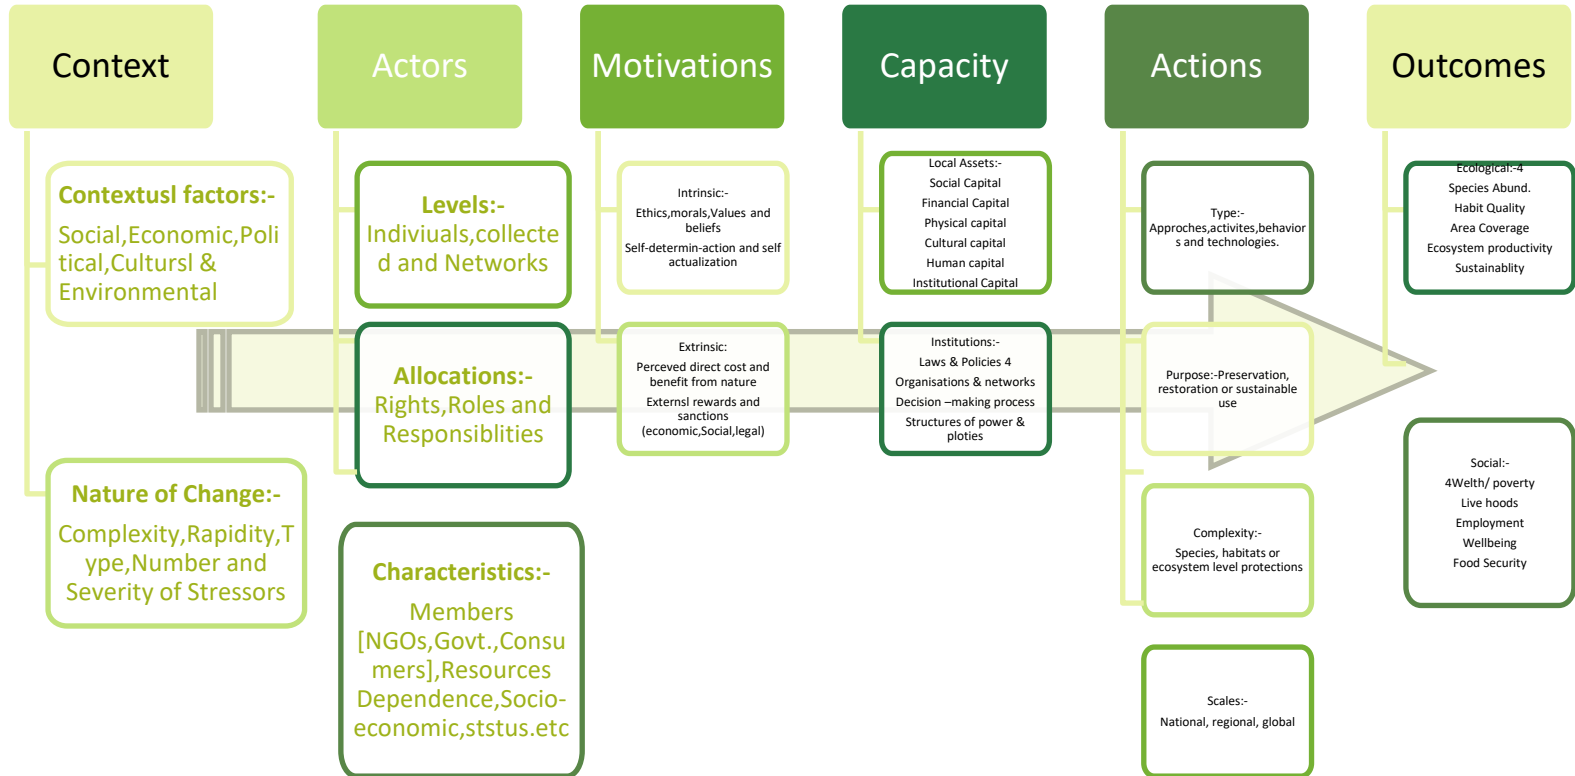 Context
Contextusl factors:-
Social,Economic,Poli
tical,Cultursl &
Environmental
Nature of Change:-
Complexity,Rapidity,T
ype,Number and
Severity of Stressors
Actors
Levels:-
Indiviuals,collecte
d and Networks
Allocations:-
Rights,Roles and
Responsiblities
Characteristics:-
Members
[NGOs,Govt.,Consu
mers],Resources
Dependence,Socio-
economic,ststus.etc
Motivations
Intrinsic:-
Ethics,morals,Values and
beliefs
Self-determin-action and self
actualization
Extrinsic:
Perceved direct cost and
benefit from nature
Externsl rewards and
sanctions
(economic,Social,legal)
Capacity
Local Assets:-
Social Capital
Financial Capital
Physical capital
Cultural capital
Human capital
Institutional Capital
Institutions:-
Laws & Policies 4
Organisations & networks
Decision –making process
Structures of power &
ploties
Actions
Type:-
Approches,activites,behavior
s and technologies.
Purpose:-Preservation,
restoration or sustainable
use
Complexity:-
Species, habitats or
ecosystem level protections
Scales:-
National, regional, global
Outcomes
Ecological:-4
Species Abund.
Habit Quality
Area Coverage
Ecosystem productivity
Sustainablity
Social:-
4Welth/ poverty
Live hoods
Employment
Wellbeing
Food Security